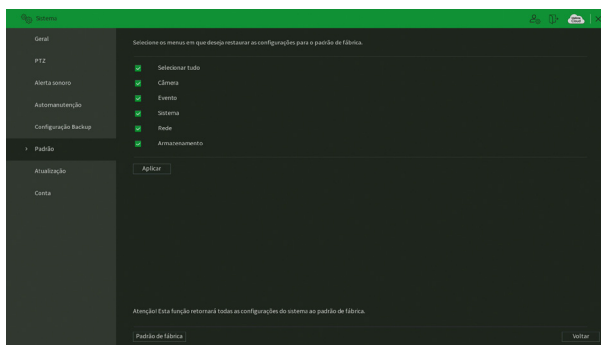 Sistema
Geral
PTZ
Alerta sonoro
Automanutenção
Configuração Backup
Padrão
Atualização
Conta
Selecione os menus em que deseja restaurar as configurações para o padrão de fábrica.
Selecionar tudo
Câmera
Evento
Sistema
Rede
Armazenamento
Aplicar
Atenção! Esta função retornará todas as configurações do sistema ao padrão de fábrica.
Padrão de fábrica
Voltar